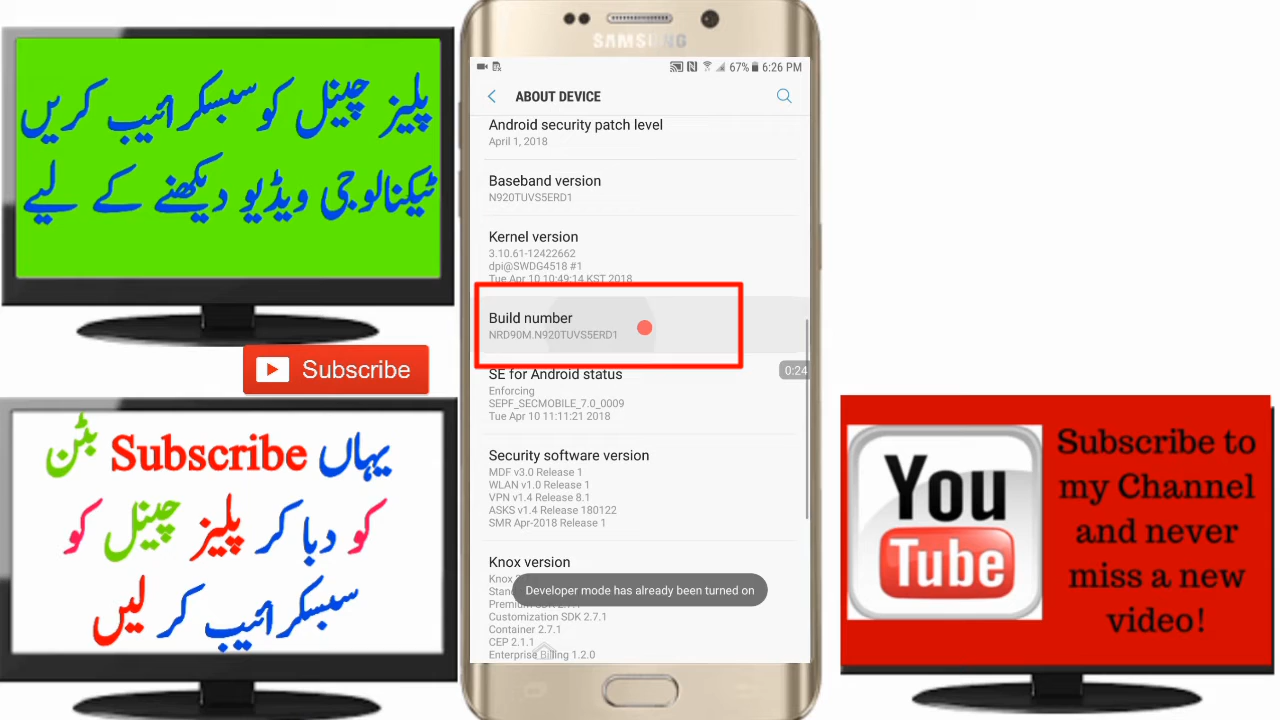 پلیز چینل کو سبسکرائیب کریں
ٹیکنالوجی ویڈیو دیکھنے کے لیے
Subscribe
یہاں Subscribe بٹن
کو دبا کر پلیز چینل کو
سبسکرائیب کر لیں
SAMSUNG
67% 6:26 PM
ABOUT DEVICE
Android security patch level
April 1, 2018
Baseband version
N920TUVS5ERD1
Kernel version
3.10.61-12422662
dpi@SWDG4518 #1
Tue Apr 10 10:49:14 KST 2018
Build number
NRD90M.N920TUVS5ERD1
0:24
SE for Android status
Enforcing
SEPF_SECMOBILE_7.0_0009
Tue Apr 10 11:11:21 2018
Security software version
MDF v3.0 Release 1
WLAN v1.0 Release 1
VPN v1.4 Release 8.1
ASKS v1.4 Release 180122
SMR Apr-2018 Release 1
Knox version
Knox
Developer mode has already been turned on
Customization SDK 2.7.1
Container 2.7.1
CEP 2.1.1
Enterprise Billing 1.2.0
You
Tube
Subscribe to
my Channel
and never
miss a new
video!